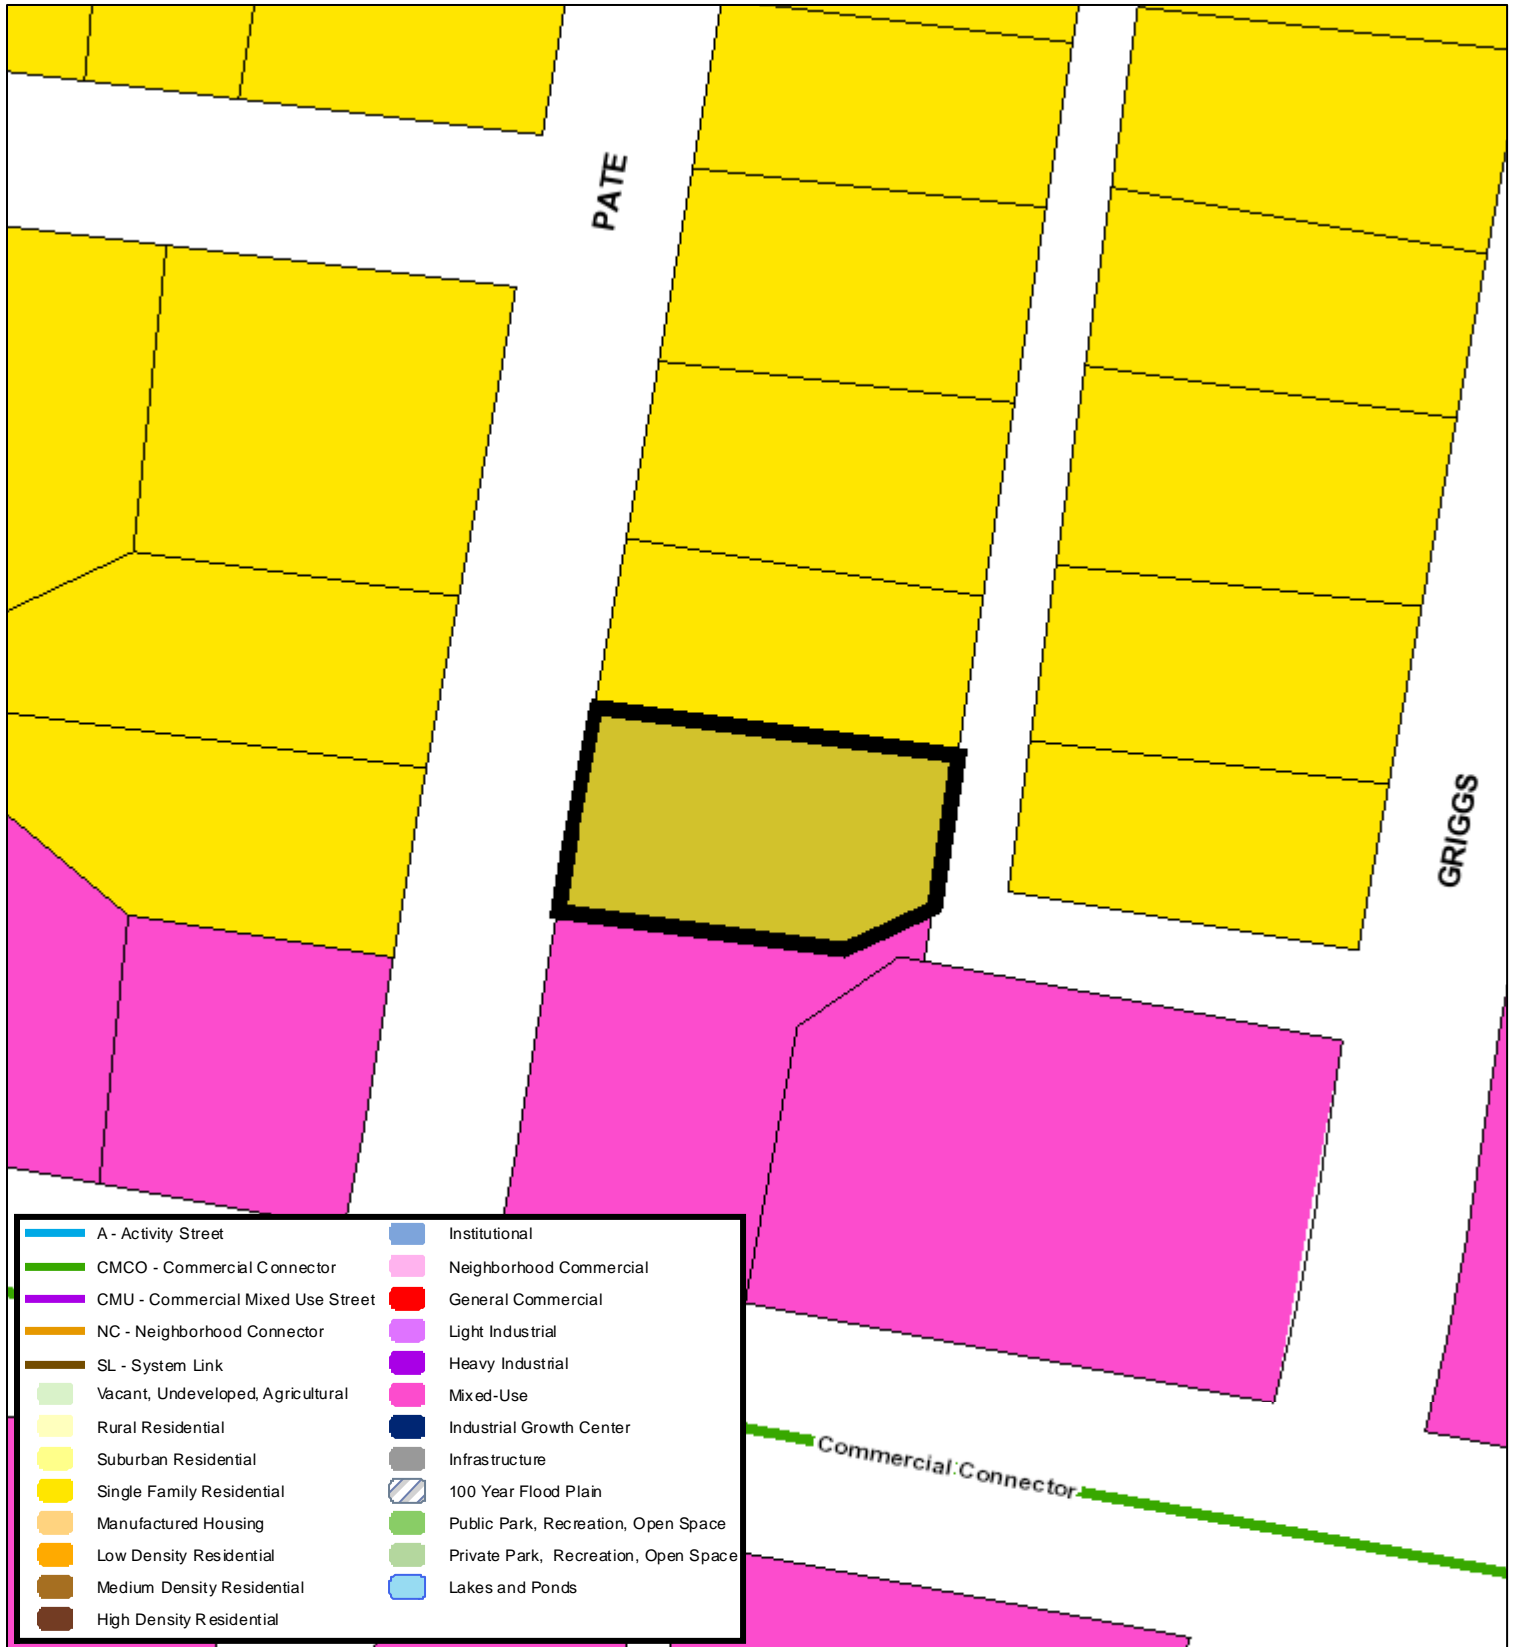 PATE
GRIGGS
A - Activity Street
CMCO - Commercial Connector
CMU - Commercial Mixed Use Street
NC - Neighborhood Connector
SL - System Link
Vacant, Undeveloped, Agricultural
Rural Residential
Suburban Residential
Single Family Residential
Manufactured Housing
Low Density Residential
Medium Density Residential
High Density Residential
Institutional
Neighborhood Commercial
General Commercial
Light Industrial
Heavy Industrial
Mixed-Use
Industrial Growth Center
Infrastructure
100 Year Flood Plain
Public Park, Recreation, Open Space
Private Park, Recreation, Open Space
Lakes and Ponds
Commercial Connector